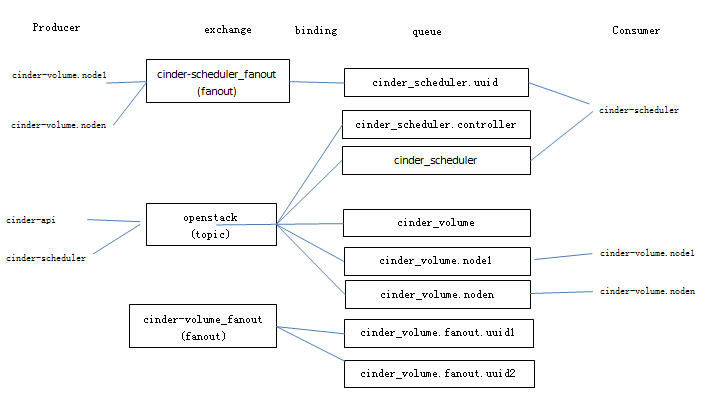 Producer
exchange
binding
queue
Consumer
cinder-volume.node1
cinder-scheduler_fanout
(fanout)
cinder_scheduler.uuid
cinder-scheduler
cinder-volume.noden
cinder_scheduler.controller
cinder_scheduler
cinder-api
openstack
(topic)
cinder_volume
cinder-scheduler
cinder_volume.node1
cinder-volume.node1
cinder_volume.noden
cinder-volume.noden
cinder-volume_fanout
(fanout)
cinder_volume.fanout.uuid1
cinder_volume.fanout.uuid2